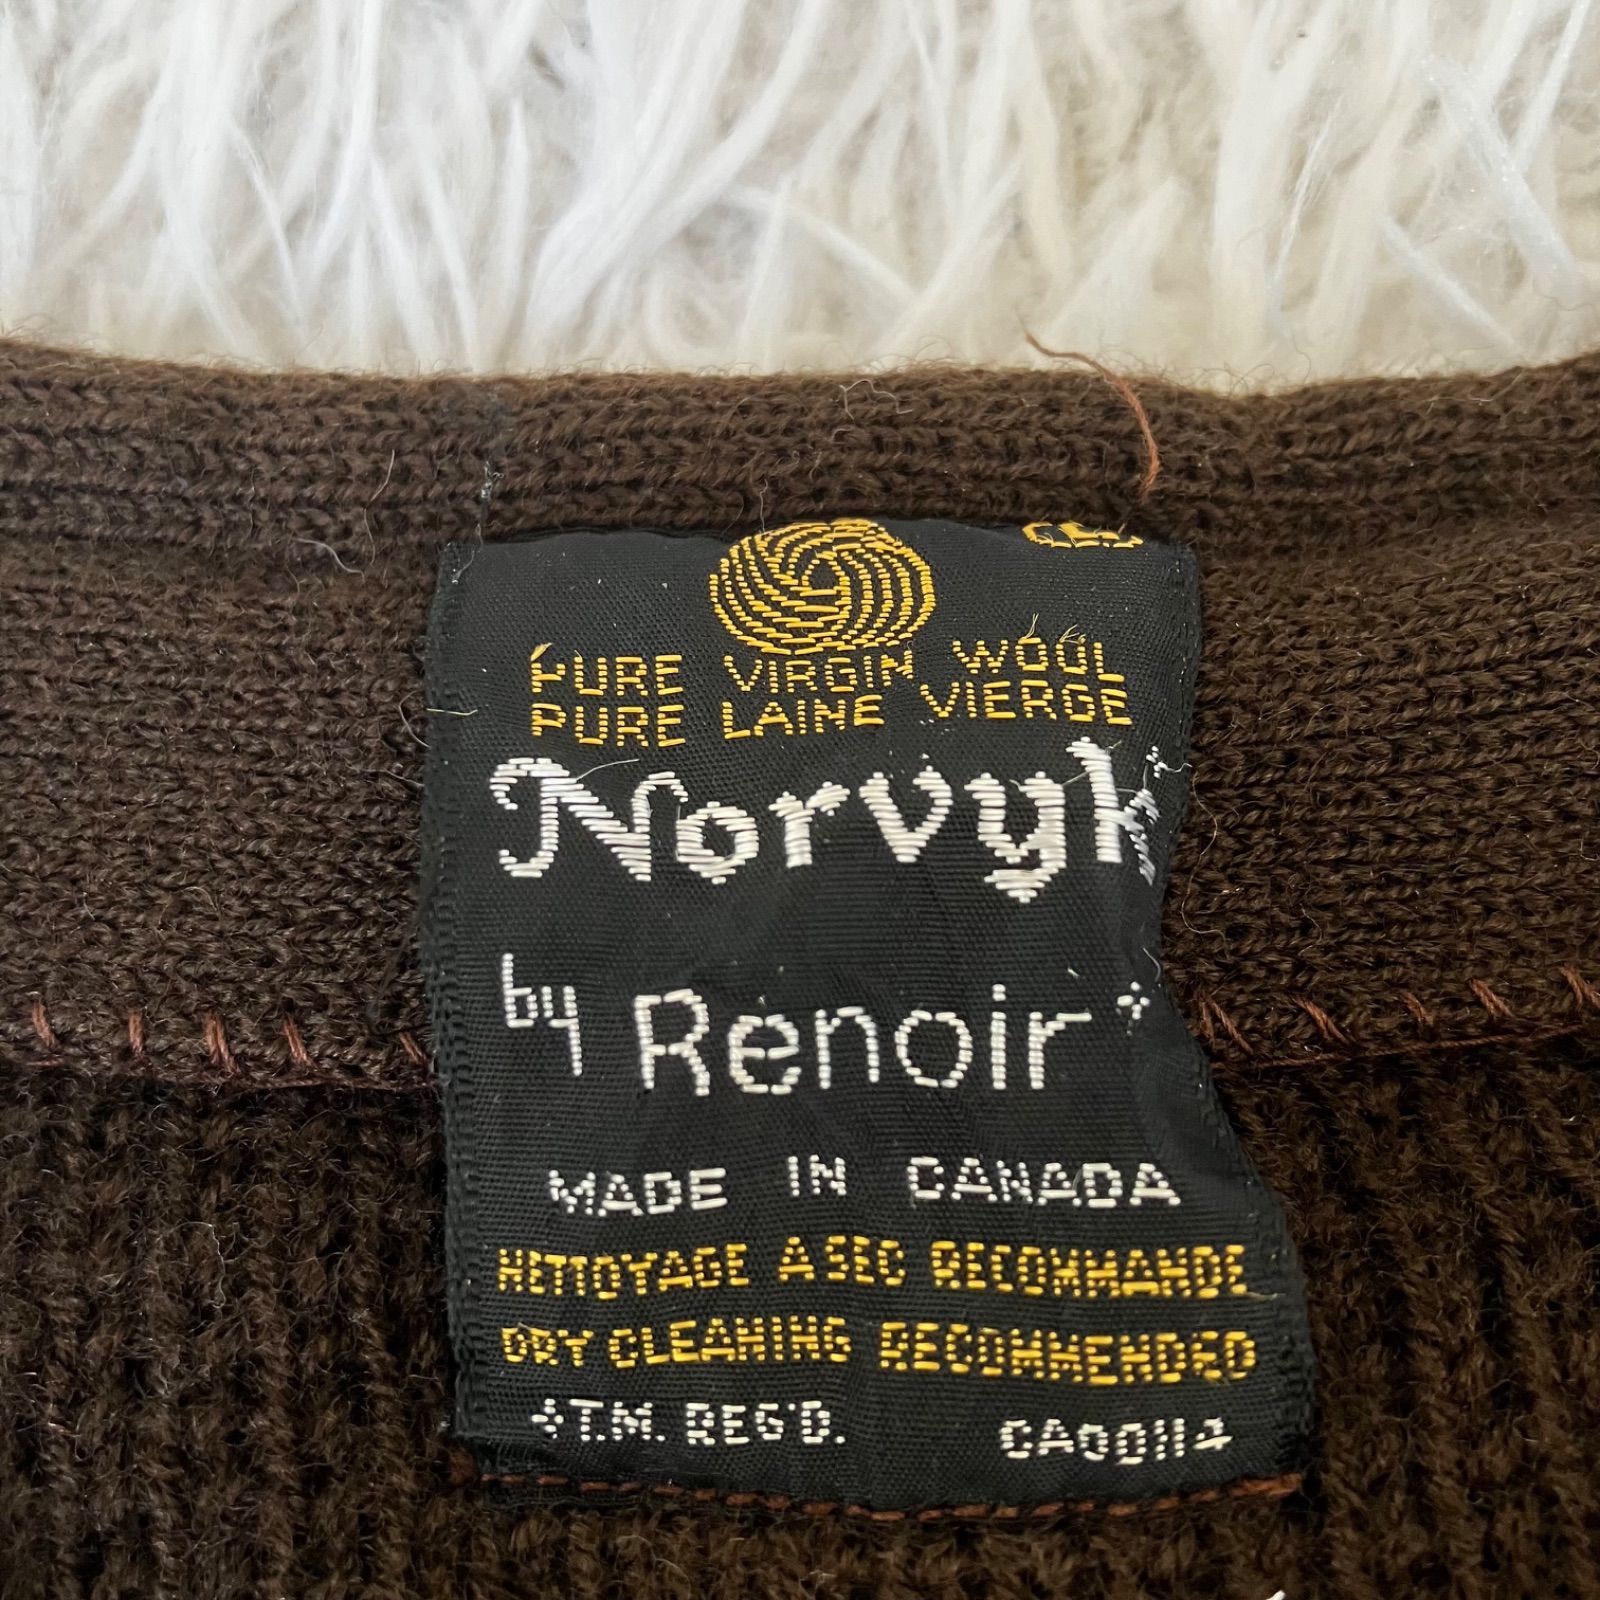 PURE VIRGIN WOOL
PURE LAINE VIERGE
Norvyk+
by Renoir+
MADE IN CANADA
NETTOYAGE A SEC RECOMMANDE
DRY CLEANING RECOMMENDED
+T.M. REG'D.